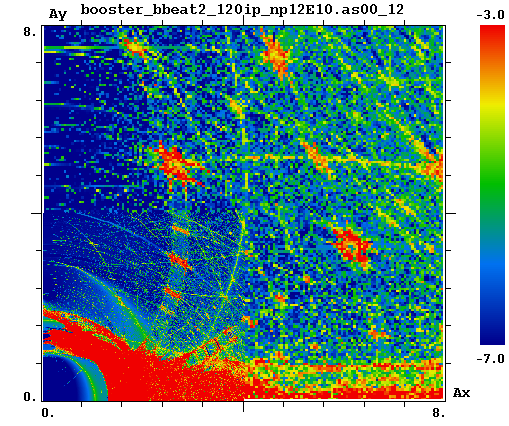 Ay booster_bbeat2_120ip_np12E10.as00_12
8.
-3.0
-7.0
0.
Ax
0. 8.